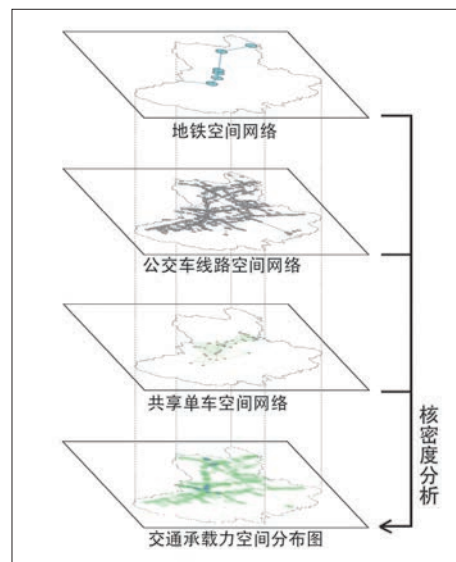 地铁空间网络
公交车线路空间网络
共享单车空间网络
核密度分析
交通承载力空间分布图